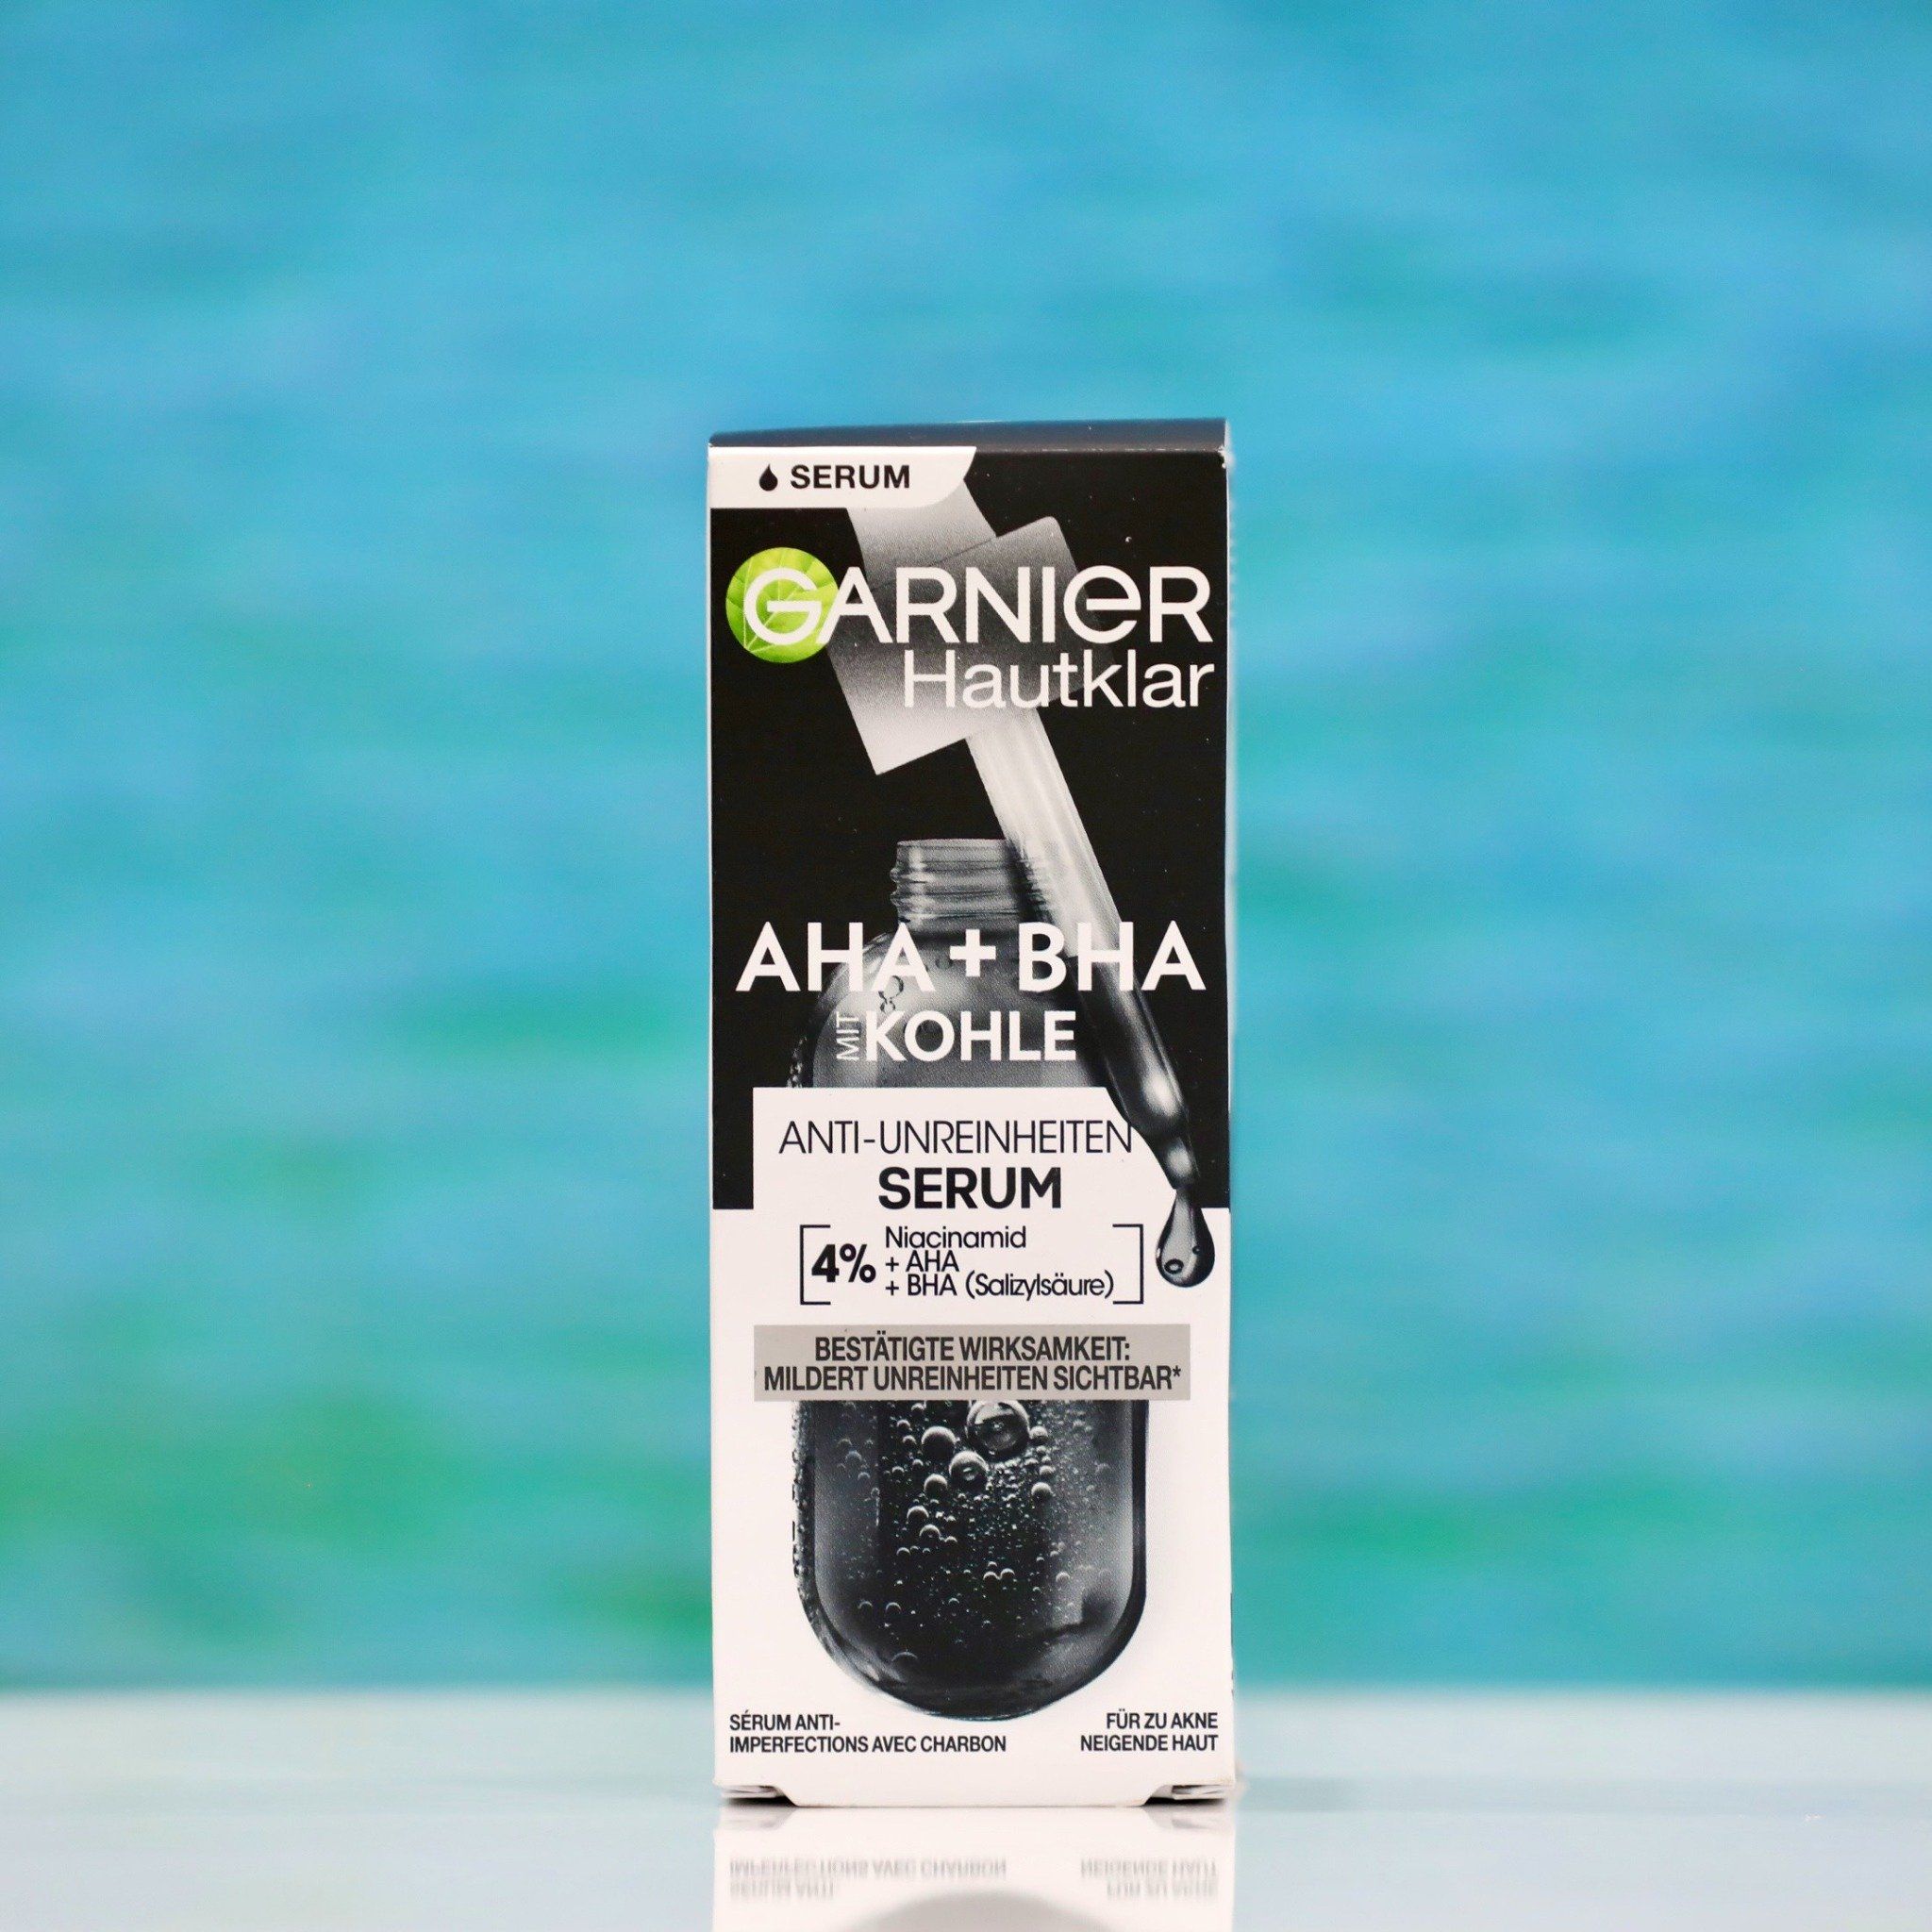 SERUM
GARNIER
Hautklar
AHA + BHA
MIT KOHLE
ANTI-UNREINHEITEN
SERUM
4% Niacinamid
+ AHA
+ BHA (Salizylsäure)
BESTÄTIGTE WIRKSAMKEIT:
MILDERT UNREINHEITEN SICHTBAR*
SÉRUM ANTI-
IMPERFECTIONS AVEC CHARBON
FÜR ZU AKNE
NEIGENDE HAUT